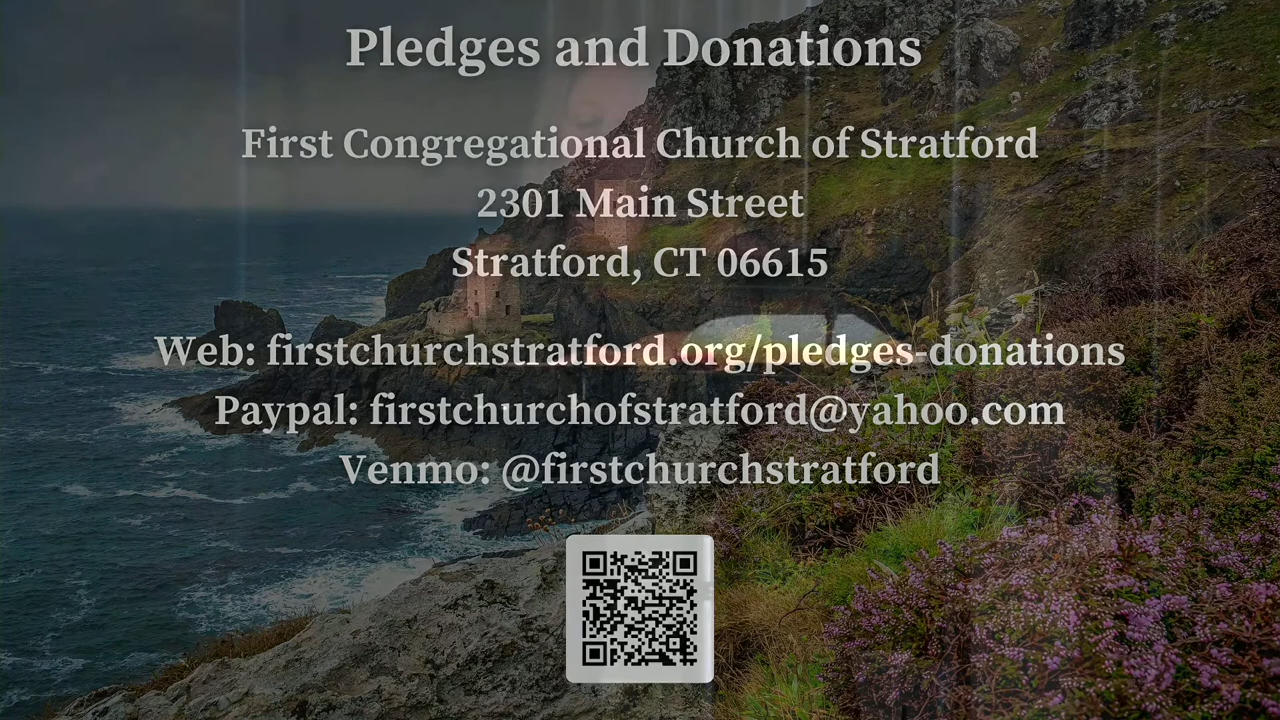 Pledges and Donations
First Congregational Church of Stratford
2301 Main Street
Stratford, CT 06615
Web: firstchurchstratford.org/pledges-donations
Paypal: firstchurchofstratford@yahoo.com
Venmo: @firstchurchstratford